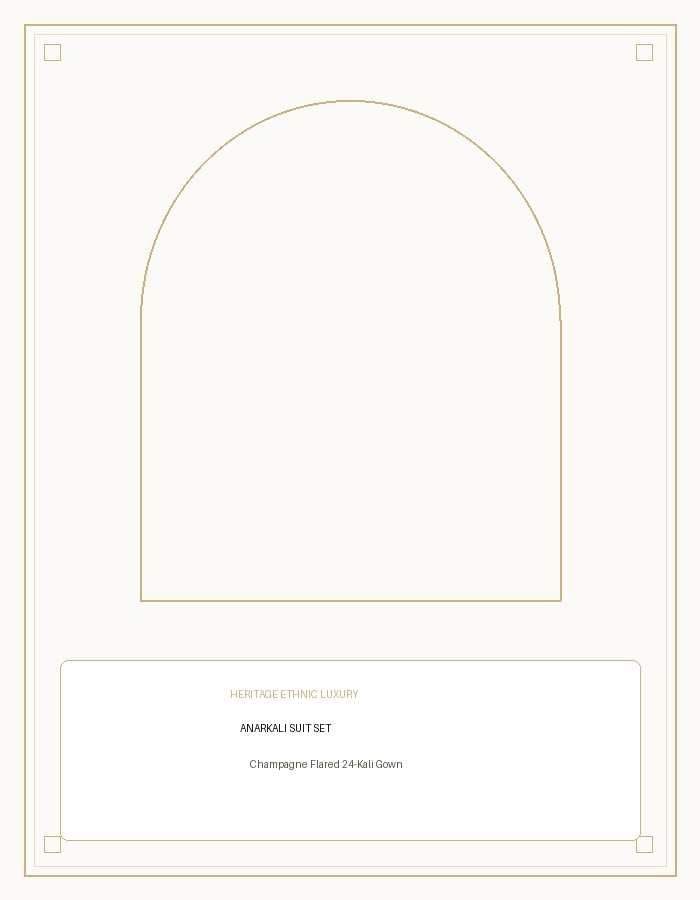 HERITAGE ETHNIC LUXURY
ANARKALI SUIT SET
Champagne Flared 24-Kali Gown